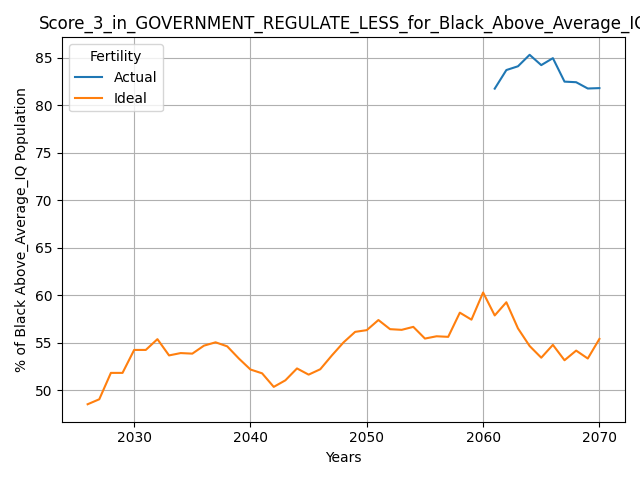 Score_3_in_GOVERNMENT_REGULATE_LESS_for_Black_Above_Average_IQ
Fertility
Actual
Ideal
% of Black Above_Average_IQ Population
85
80
75
70
65
60
55
50
2030
2040
2050
2060
2070
Years